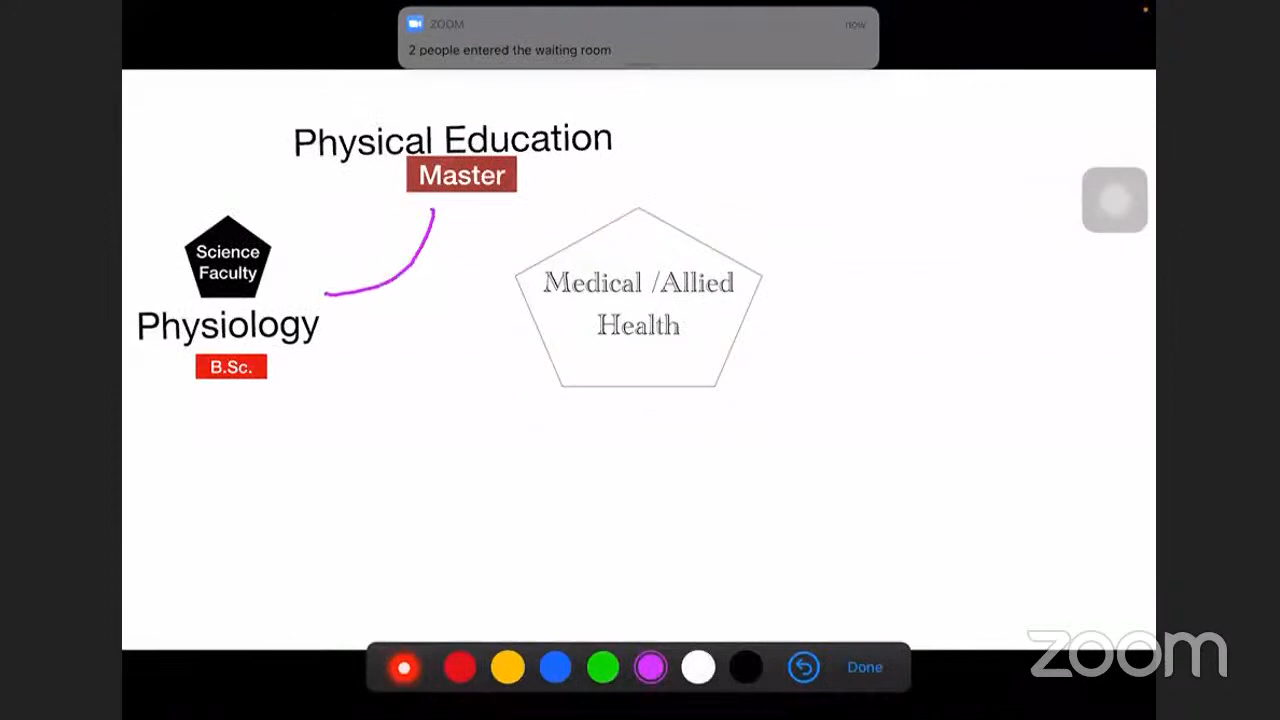 ZOOM
now
2 people entered the waiting room
Physical Education
Master
Science
Faculty
Physiology
B.Sc.
Medical /Allied
Health
Done
zoom